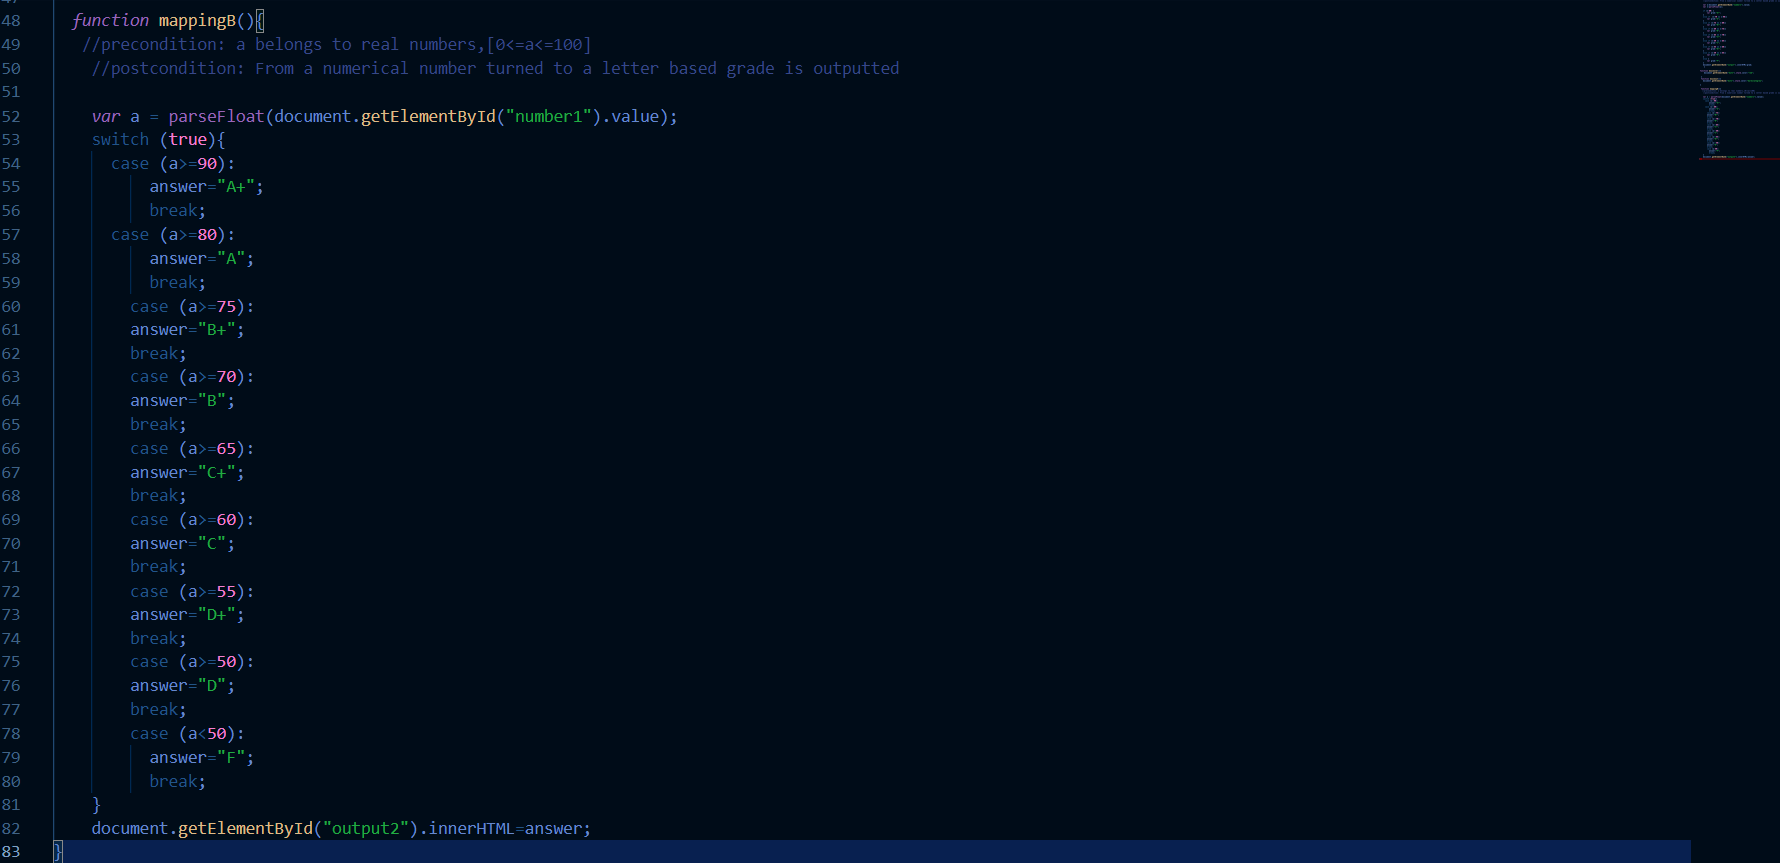 48 function mappingB(){
49 //precondition: a belongs to real numbers,[0<=a<=100]
50 //postcondition: From a numerical number turned to a letter based grade is outputted
51
52 var a = parseFloat(document.getElementById("number1").value);
53 switch (true){
54 case (a>=90):
55 answer="A+";
56 break;
57 case (a>=80):
58 answer="A";
59 break;
60 case (a>=75):
61 answer="B+";
62 break;
63 case (a>=70):
64 answer="B";
65 break;
66 case (a>=65):
67 answer="C+";
68 break;
69 case (a>=60):
70 answer="C";
71 break;
72 case (a>=55):
73 answer="D+";
74 break;
75 case (a>=50):
76 answer="D";
77 break;
78 case (a<50):
79 answer="F";
80 break;
81 }
82 document.getElementById("output2").innerHTML=answer;
83 }